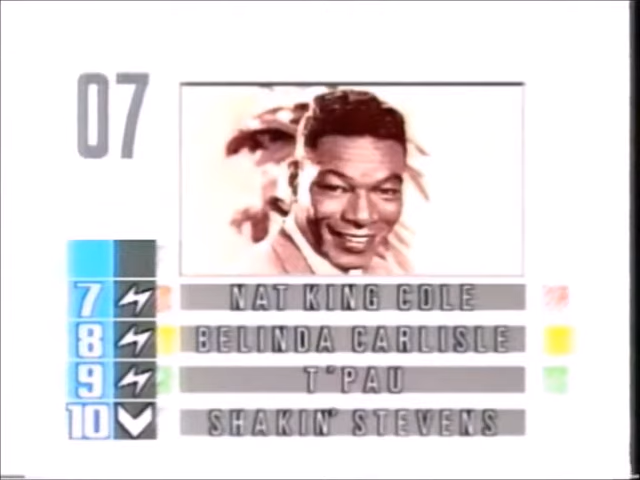 07
7 NAT KING COLE
8 BELINDA CARLISLE
9 T'PAU
10 SHAKIN' STEVENS